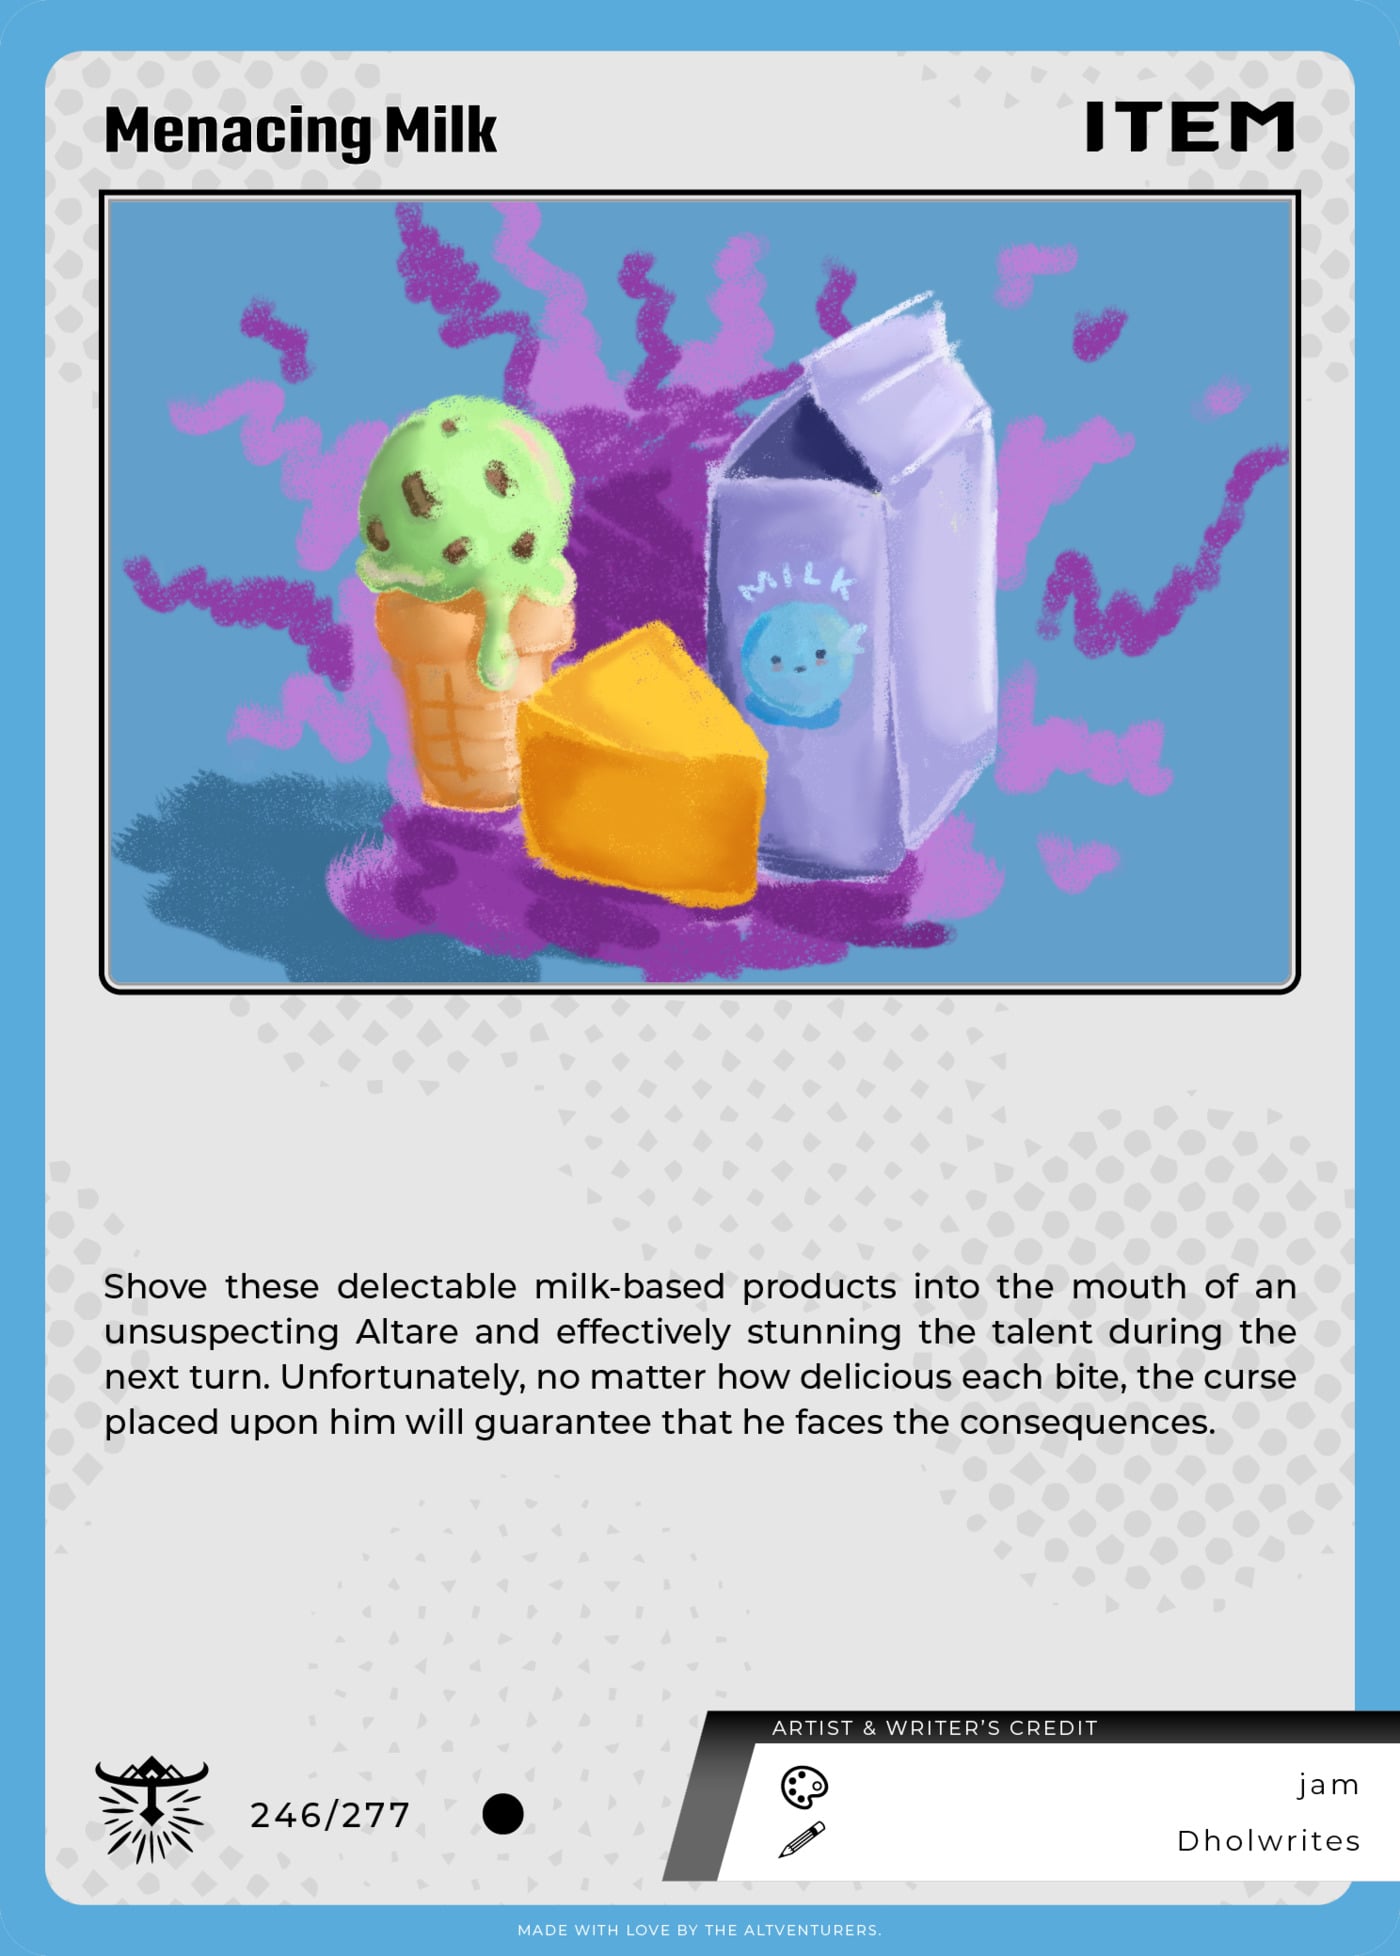 Menacing Milk
ITEM
MILK
Shove these delectable milk-based products into the mouth of an
unsuspecting Altare and effectively stunning the talent during the
next turn. Unfortunately, no matter how delicious each bite, the curse
placed upon him will guarantee that he faces the consequences.
246/277
ARTIST & WRITER'S CREDIT
jam
Dholwrites
MADE WITH LOVE BY THE ALTVENTURERS.